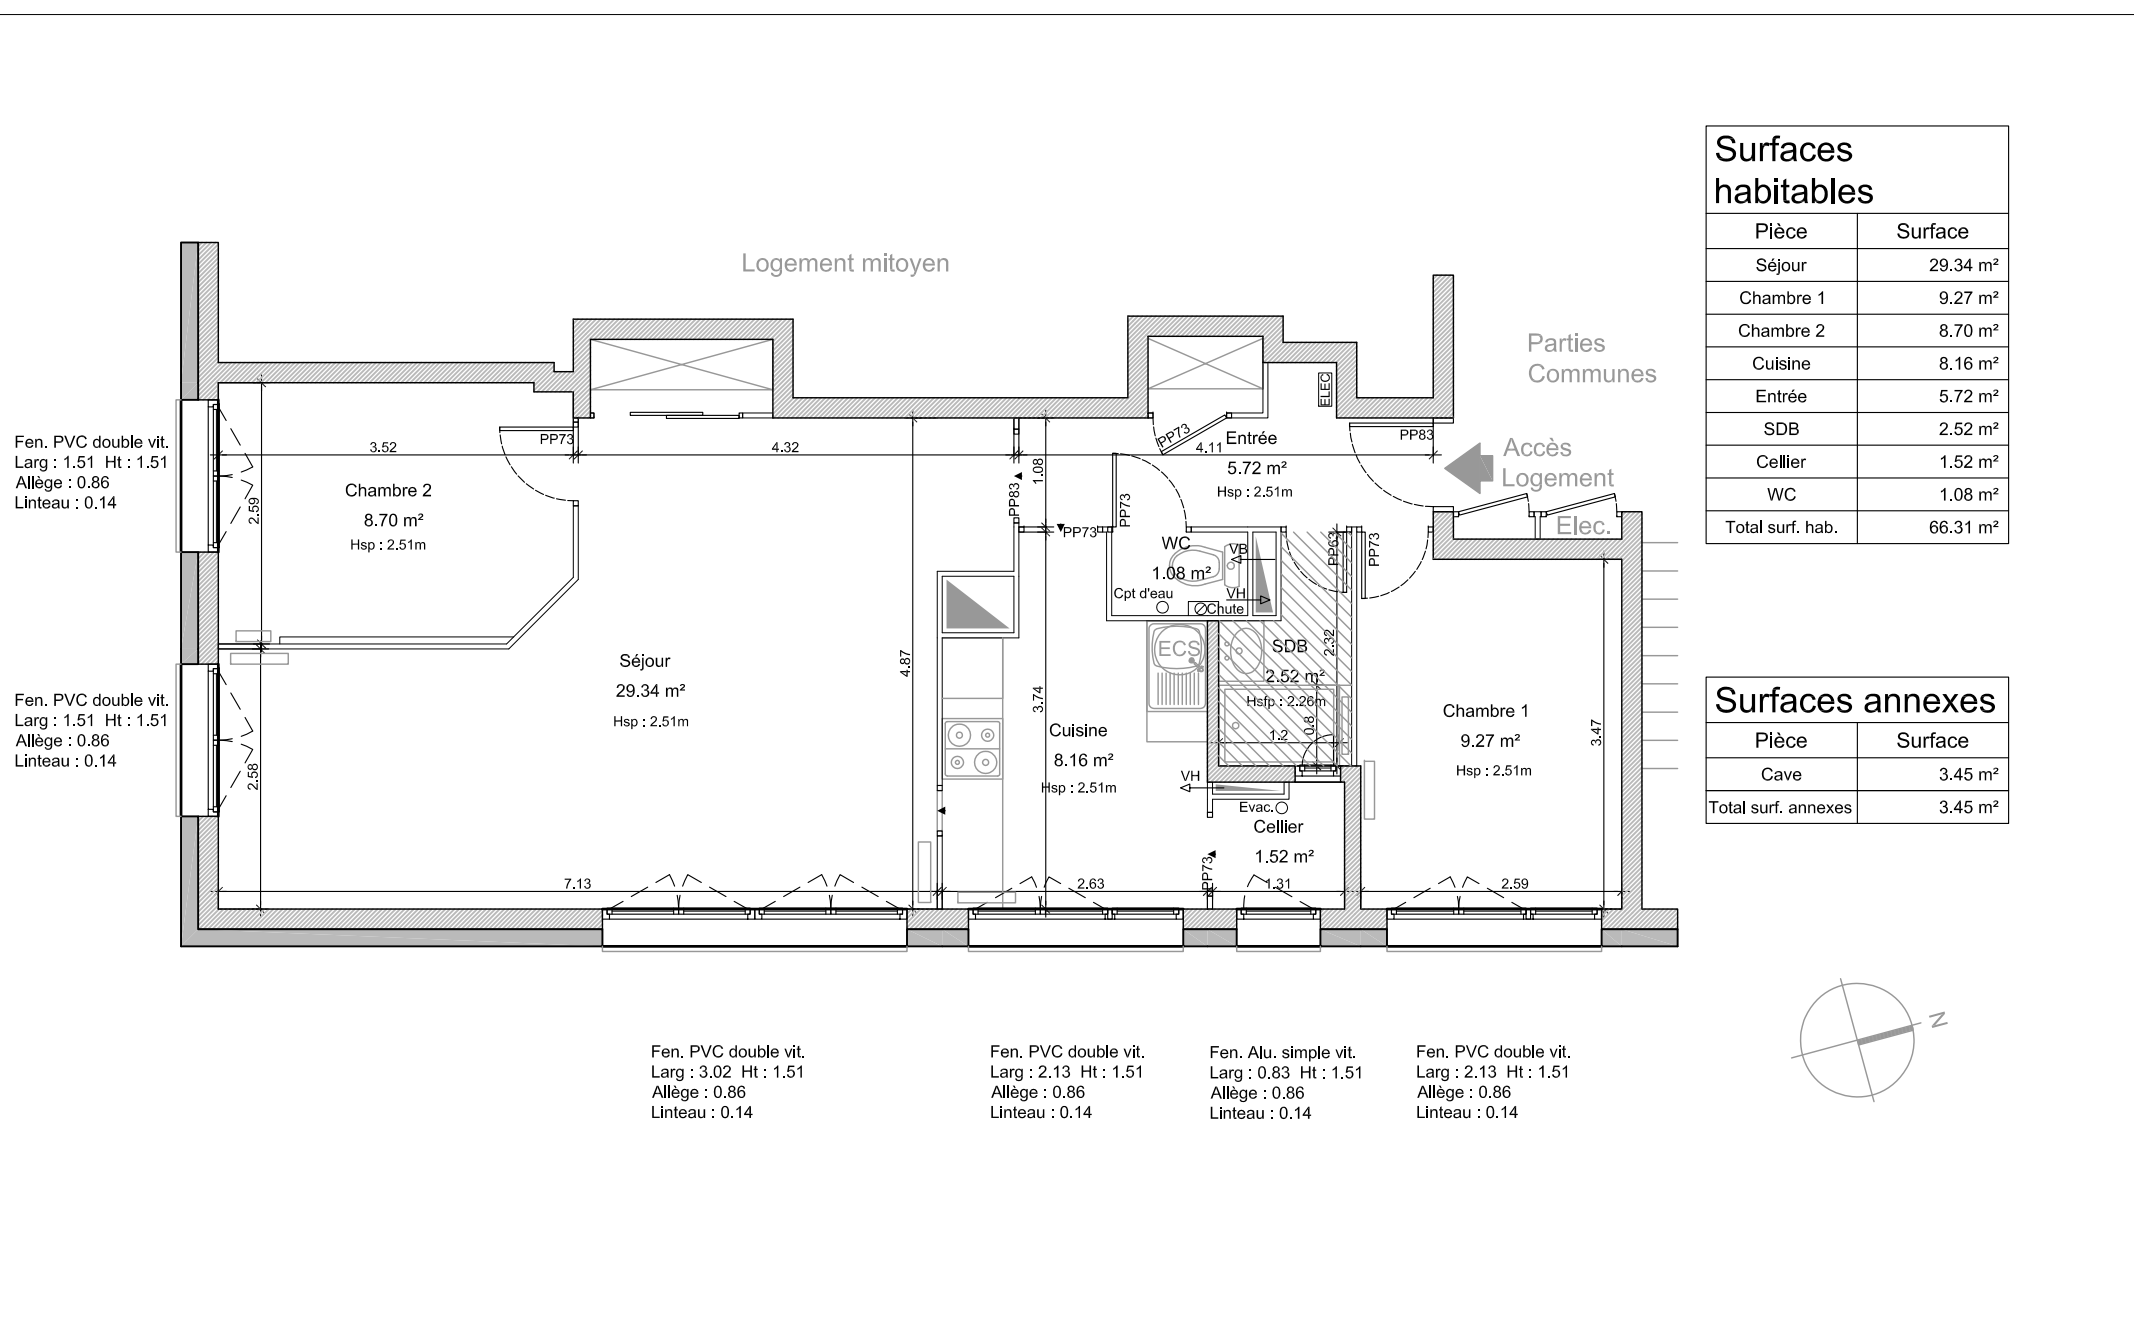 Surfaces
habitables
Pièce Surface
Séjour 29.34 m²
Chambre 1 9.27 m²
Chambre 2 8.70 m²
Cuisine 8.16 m²
Entrée 5.72 m²
SDB 2.52 m²
Cellier 1.52 m²
WC 1.08 m²
Total surf. hab. 66.31 m²
Surfaces annexes
Pièce Surface
Cave 3.45 m²
Total surf. annexes 3.45 m²
Logement mitoyen
Parties
Communes
Accès
Logement
Elec.
ELEC
Fen. PVC double vit.
Larg : 1.51 Ht : 1.51
Allège : 0.86
Linteau : 0.14
Fen. PVC double vit.
Larg : 1.51 Ht : 1.51
Allège : 0.86
Linteau : 0.14
3.52
PP73
4.32
PP73
4.11
PP83
2.59
Chambre 2
8.70 m²
Hsp : 2.51m
1.08
PP83
PP73
PP73
Entrée
5.72 m²
Hsp : 2.51m
WC
1.08 m²
VB
VH
Cpt d'eau
Chute
PP63
PP73
Séjour
29.34 m²
Hsp : 2.51m
4.87
3.74
ECS
SDB
2.52 m²
Hsfp : 2.26m
2.32
0.8
1.2
Cuisine
8.16 m²
Hsp : 2.51m
VH
Evac.
Cellier
1.52 m²
PP73
Chambre 1
9.27 m²
Hsp : 2.51m
3.47
2.58
7.13
2.63
1.31
2.59
N
Fen. PVC double vit.
Larg : 3.02 Ht : 1.51
Allège : 0.86
Linteau : 0.14
Fen. PVC double vit.
Larg : 2.13 Ht : 1.51
Allège : 0.86
Linteau : 0.14
Fen. Alu. simple vit.
Larg : 0.83 Ht : 1.51
Allège : 0.86
Linteau : 0.14
Fen. PVC double vit.
Larg : 2.13 Ht : 1.51
Allège : 0.86
Linteau : 0.14